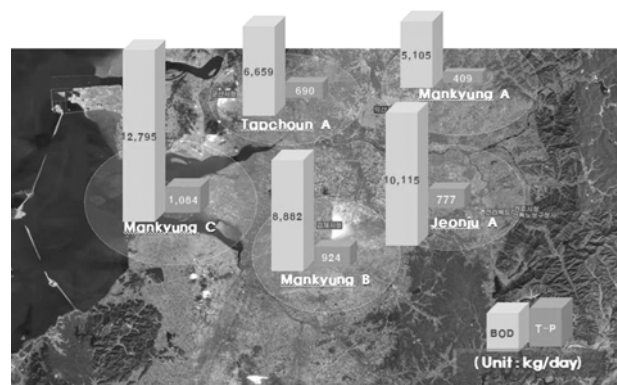 5,105
6,659
409
690
Mankyung A
Tapchoun A
12,795
10,115
8,882
1,084
777
Jeonju A
Mankyung C
924
Mankyung B
BOD
T-P
(Unit : kg/day)